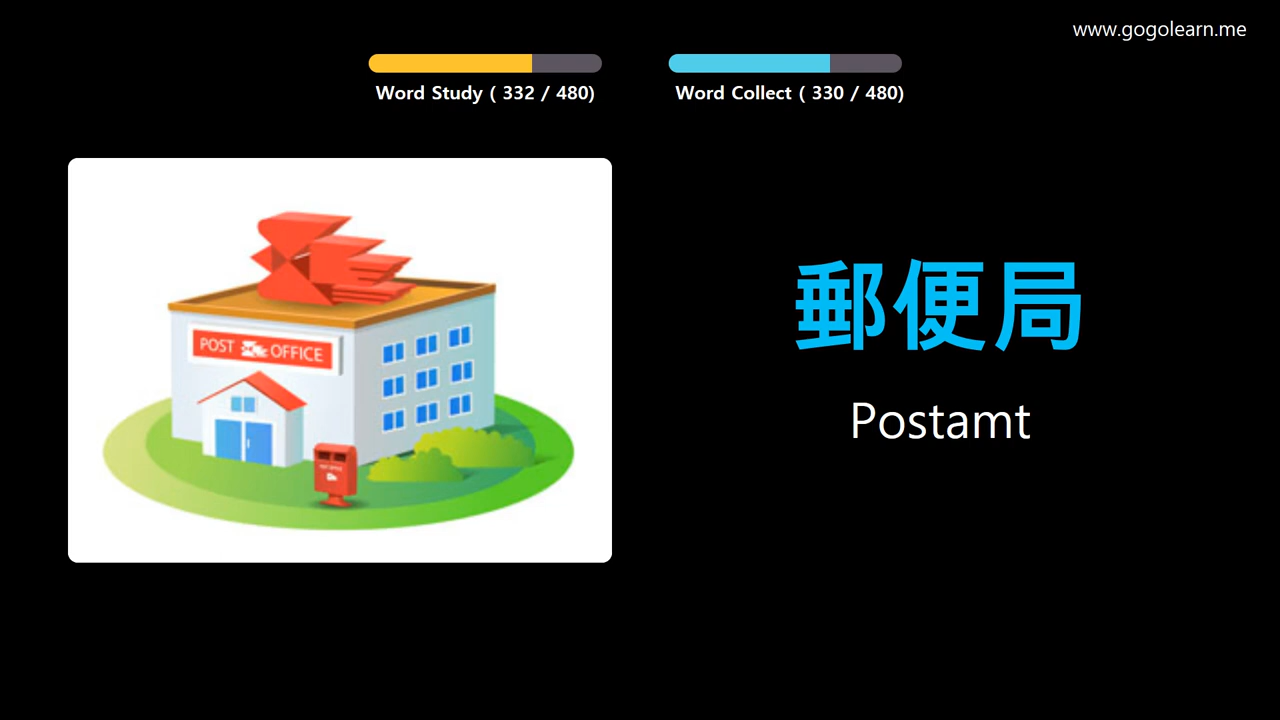 www.gogolearn.me
Word Study ( 332 / 480)
Word Collect ( 330 / 480)
POST OFFICE
郵便局
Postamt